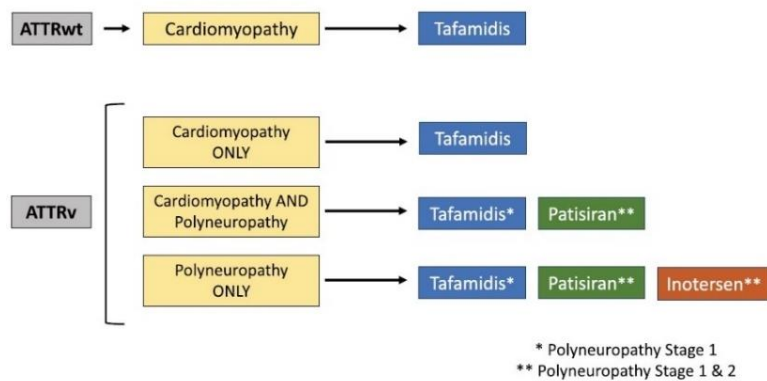 ATTRwt
Cardiomyopathy
Tafamidis
ATTRv
Cardiomyopathy
ONLY
Tafamidis
Cardiomyopathy AND
Polyneuropathy
Tafamidis*
Patisiran**
Polyneuropathy
ONLY
Tafamidis*
Patisiran**
Inotersen**
* Polyneuropathy Stage 1
** Polyneuropathy Stage 1 & 2